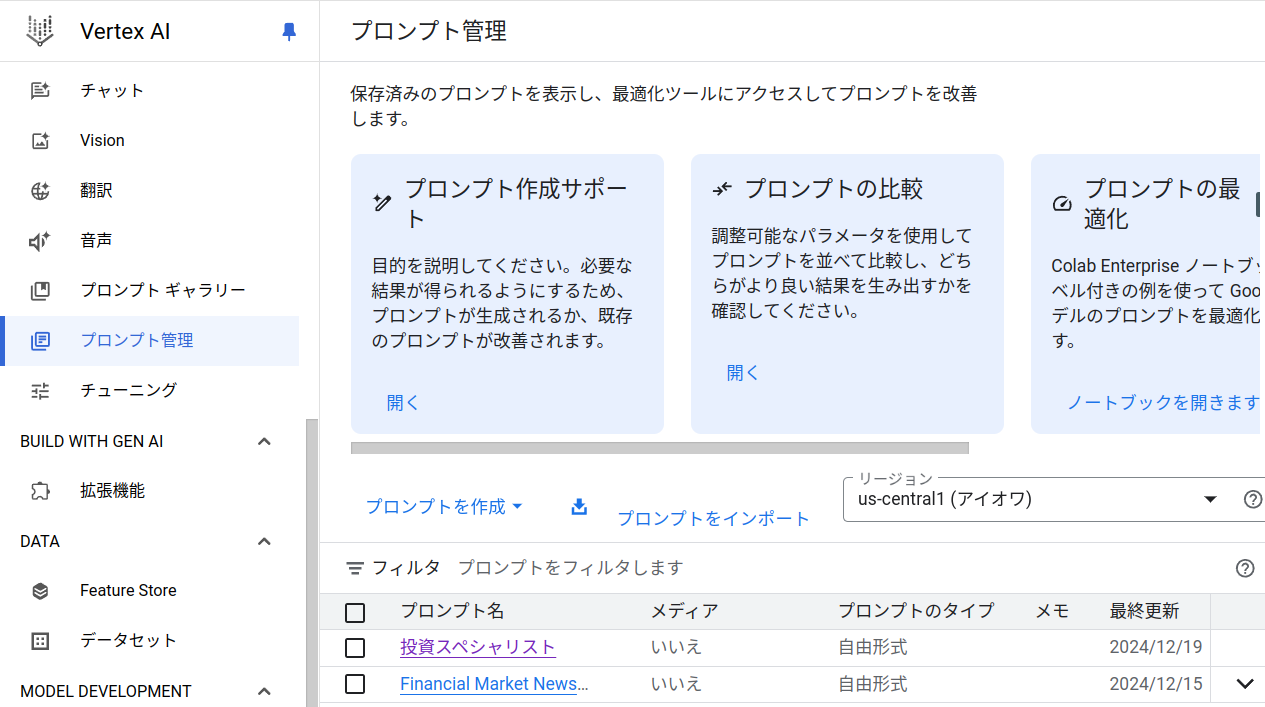 Vertex AI
チャット
Vision
翻訳
音声
プロンプト ギャラリー
プロンプト管理
チューニング
BUILD WITH GEN AI
拡張機能
DATA
Feature Store
データセット
MODEL DEVELOPMENT
プロンプト管理
保存済みのプロンプトを表示し、最適化ツールにアクセスしてプロンプトを改善
します。
プロンプト作成サポー
ト
目的を説明してください。必要な
結果が得られるようにするため、
プロンプトが生成されるか、既存
のプロンプトが改善されます。
開く
プロンプトの比較
調整可能なパラメータを使用して
プロンプトを並べて比較し、どち
らがより良い結果を生み出すかを
確認してください。
開く
プロンプトの最
適化
Colab Enterprise ノートブッ
ベル付きの例を使って Goo
デルのプロンプトを最適化
す。
ノートブックを開きます
プロンプトを作成
プロンプトをインポート
リージョン
us-central1 (アイオワ)
フィルタ プロンプトをフィルタします
プロンプト名 メディア プロンプトのタイプ メモ 最終更新
投資スペシャリスト いいえ 自由形式 2024/12/19
Financial Market News… いいえ 自由形式 2024/12/15